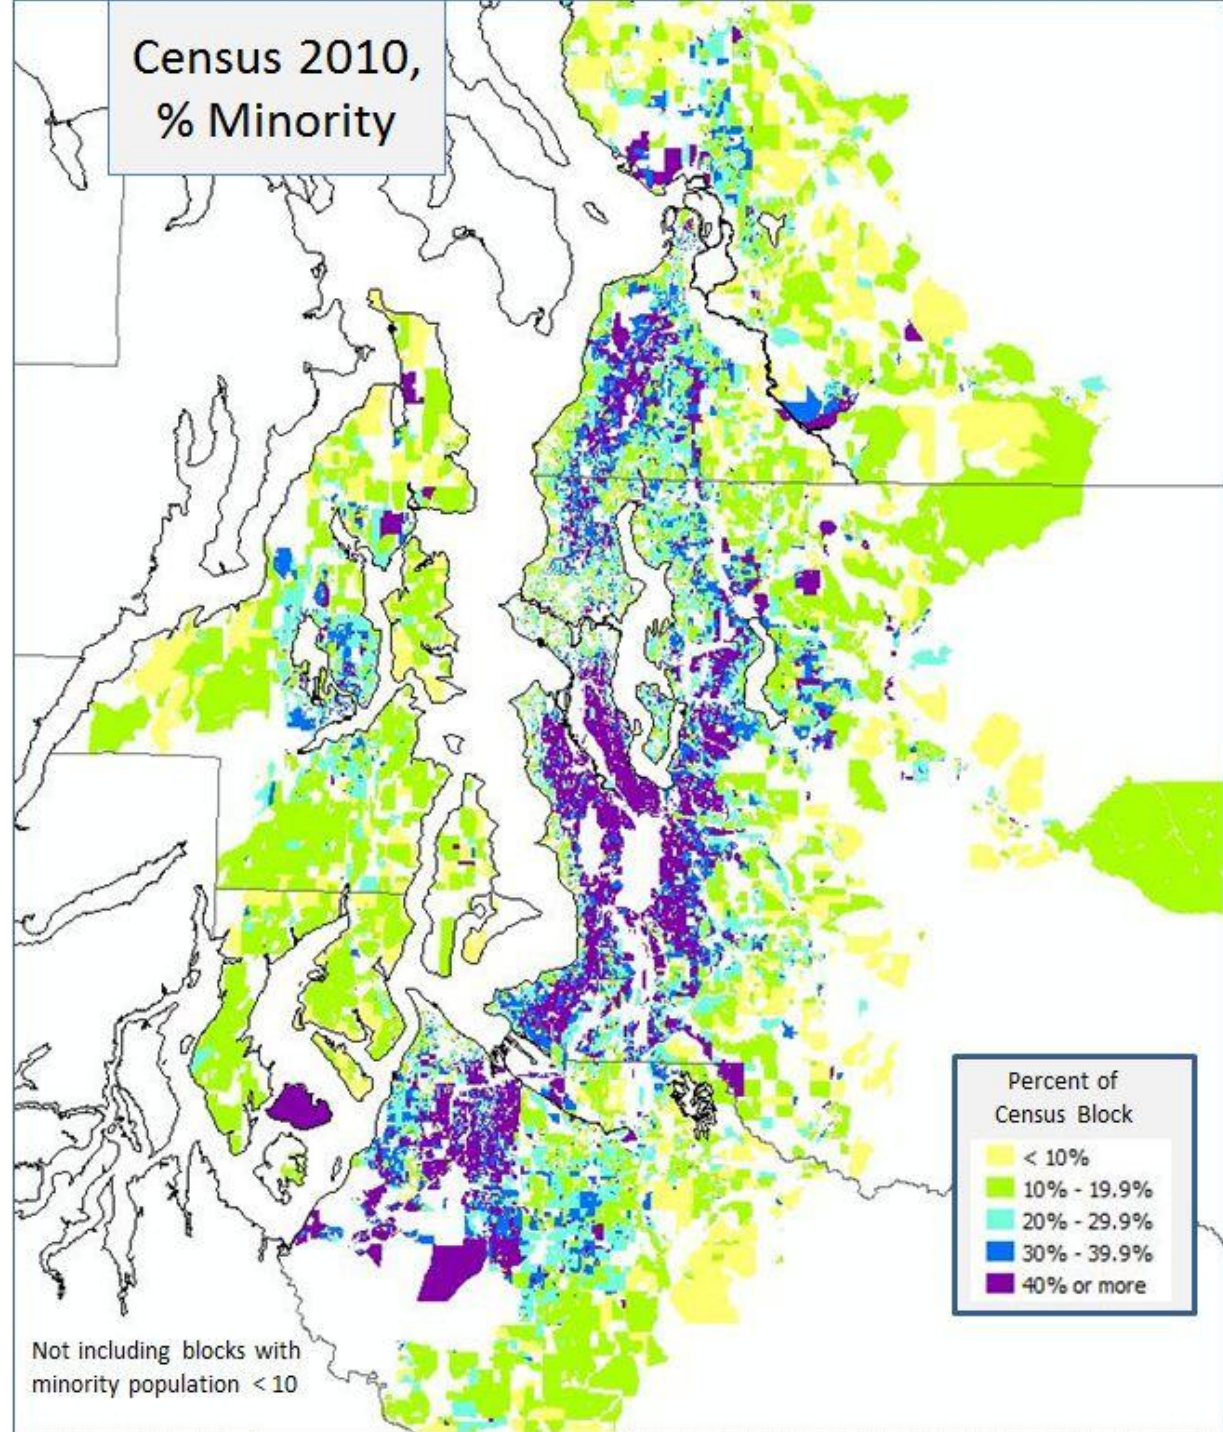 Census 2010,
% Minority
Percent of
Census Block
< 10%
10% - 19.9%
20% - 29.9%
30% - 39.9%
40% or more
Not including blocks with
minority population < 10